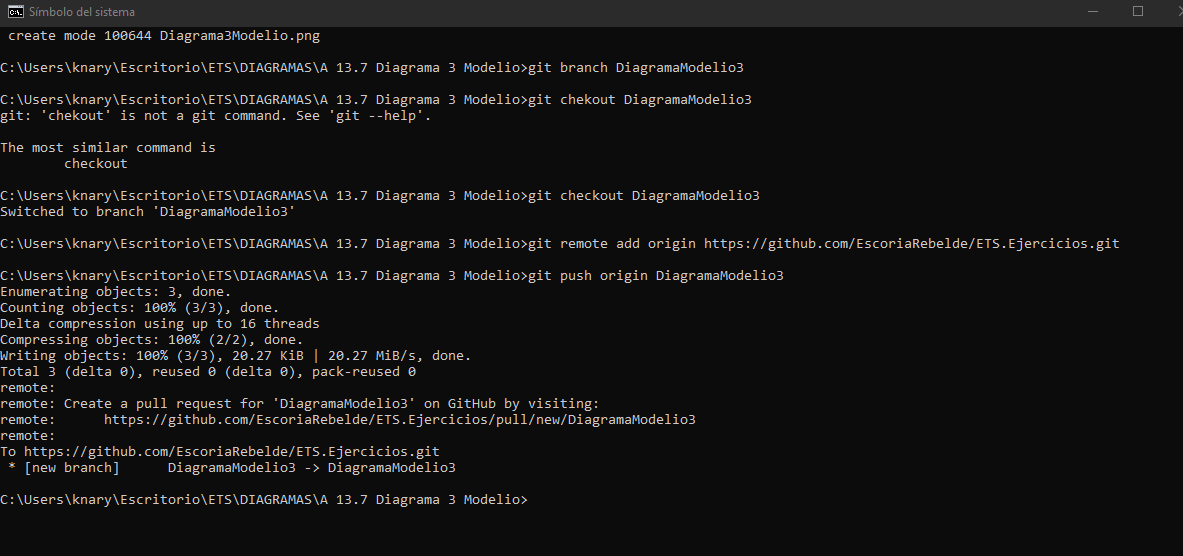 Símbolo del sistema
create mode 100644 Diagrama3Modelio.png
C:\Users\knary\Escritorio\ETS\DIAGRAMAS\A 13.7 Diagrama 3 Modelio>git branch DiagramaModelio3
C:\Users\knary\Escritorio\ETS\DIAGRAMAS\A 13.7 Diagrama 3 Modelio>git chekout DiagramaModelio3
git: 'chekout' is not a git command. See 'git --help'.
The most similar command is
checkout
C:\Users\knary\Escritorio\ETS\DIAGRAMAS\A 13.7 Diagrama 3 Modelio>git checkout DiagramaModelio3
Switched to branch 'DiagramaModelio3'
C:\Users\knary\Escritorio\ETS\DIAGRAMAS\A 13.7 Diagrama 3 Modelio>git remote add origin https://github.com/EscoriaRebelde/ETS.Ejercicios.git
C:\Users\knary\Escritorio\ETS\DIAGRAMAS\A 13.7 Diagrama 3 Modelio>git push origin DiagramaModelio3
Enumerating objects: 3, done.
Counting objects: 100% (3/3), done.
Delta compression using up to 16 threads
Compressing objects: 100% (2/2), done.
Writing objects: 100% (3/3), 20.27 KiB | 20.27 MiB/s, done.
Total 3 (delta 0), reused 0 (delta 0), pack-reused 0
remote:
remote: Create a pull request for 'DiagramaModelio3' on GitHub by visiting:
remote:      https://github.com/EscoriaRebelde/ETS.Ejercicios/pull/new/DiagramaModelio3
remote:
To https://github.com/EscoriaRebelde/ETS.Ejercicios.git
* [new branch]      DiagramaModelio3 -> DiagramaModelio3
C:\Users\knary\Escritorio\ETS\DIAGRAMAS\A 13.7 Diagrama 3 Modelio>